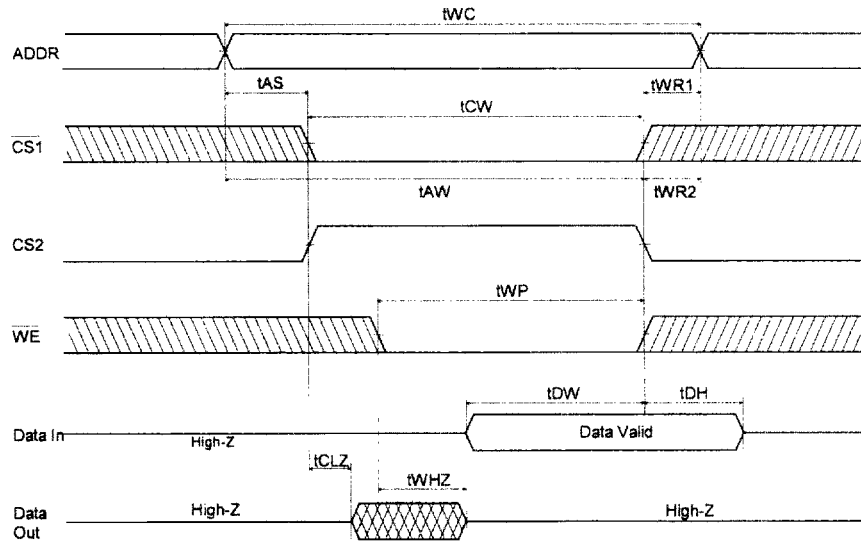 tWC
ADDR
tAS
tWR1
tCW
CS1
tAW
tWR2
CS2
tWP
WE
tDW
tDH
Data In
High-Z
Data Valid
tCLZ
tWHZ
Data
Out
High-Z
High-Z